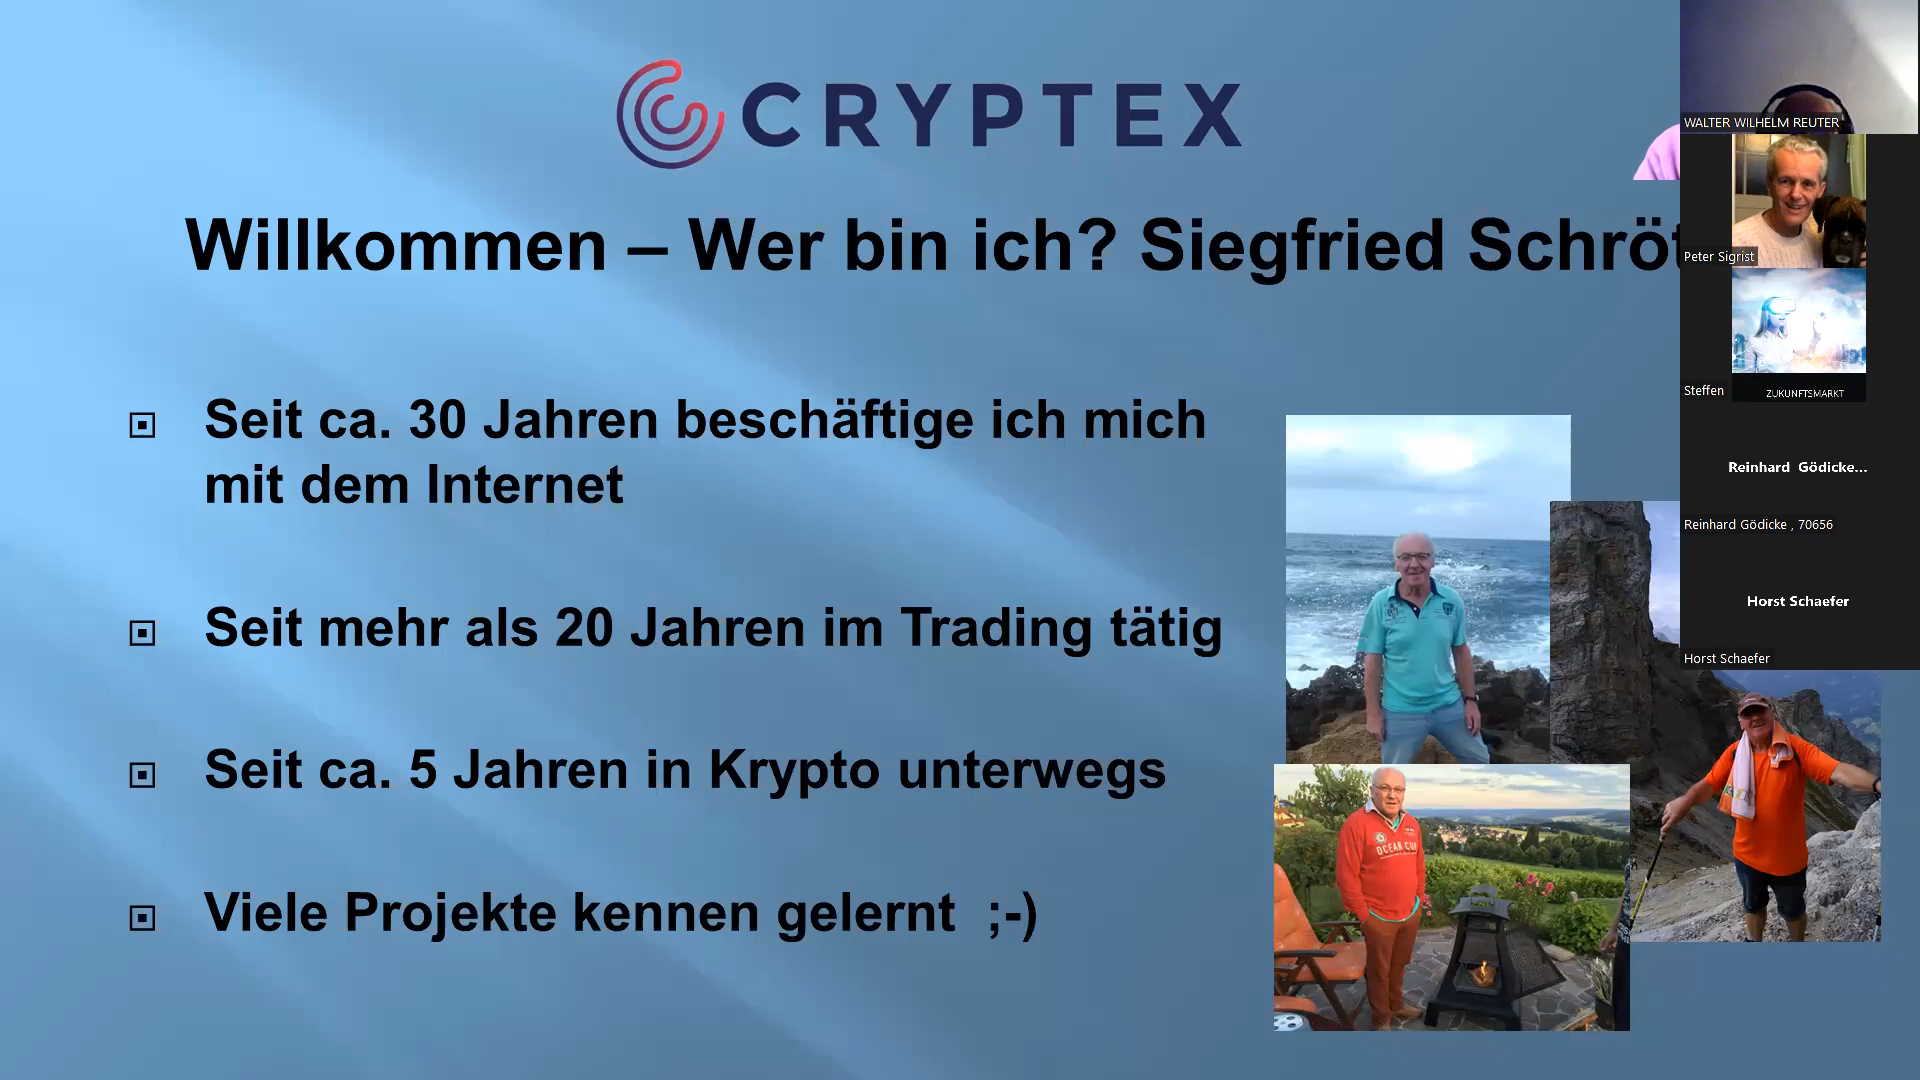 CRYPTEX
Willkommen – Wer bin ich? Siegfried Schröt
Seit ca. 30 Jahren beschäftige ich mich
mit dem Internet
Seit mehr als 20 Jahren im Trading tätig
Seit ca. 5 Jahren in Krypto unterwegs
Viele Projekte kennen gelernt ;-)
OCEAN CUP
WALTER WILHELM REUTER
Peter Sigrist
Steffen
ZUKUNFTSMARKT
Reinhard Gödicke...
Reinhard Gödicke , 70656
Horst Schaefer
Horst Schaefer